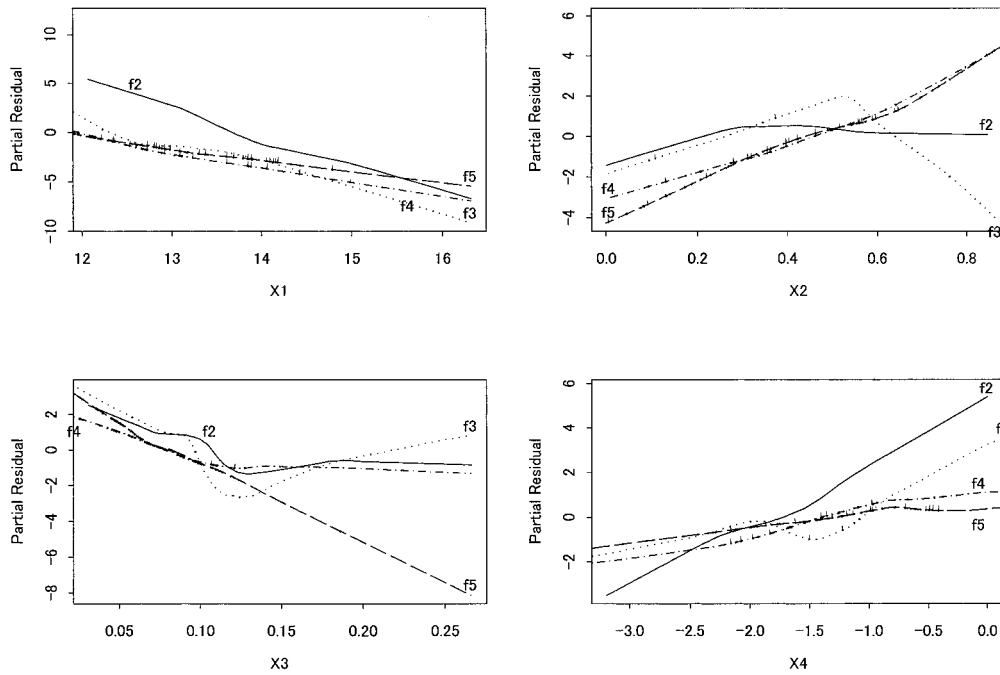 Partial Residual
10
5
0
-5
-10
f2
f5
f4
f3
12 13 14 15 16
X1
Partial Residual
6
4
2
0
-2
-4
f2
f4
f5
f3
0.0 0.2 0.4 0.6 0.8
X2
Partial Residual
2
0
-2
-4
-6
-8
f4
f2
f3
f5
0.05 0.10 0.15 0.20 0.25
X3
Partial Residual
6
4
2
0
-2
f2
f
f4
f5
-3.0 -2.5 -2.0 -1.5 -1.0 -0.5 0.0
X4